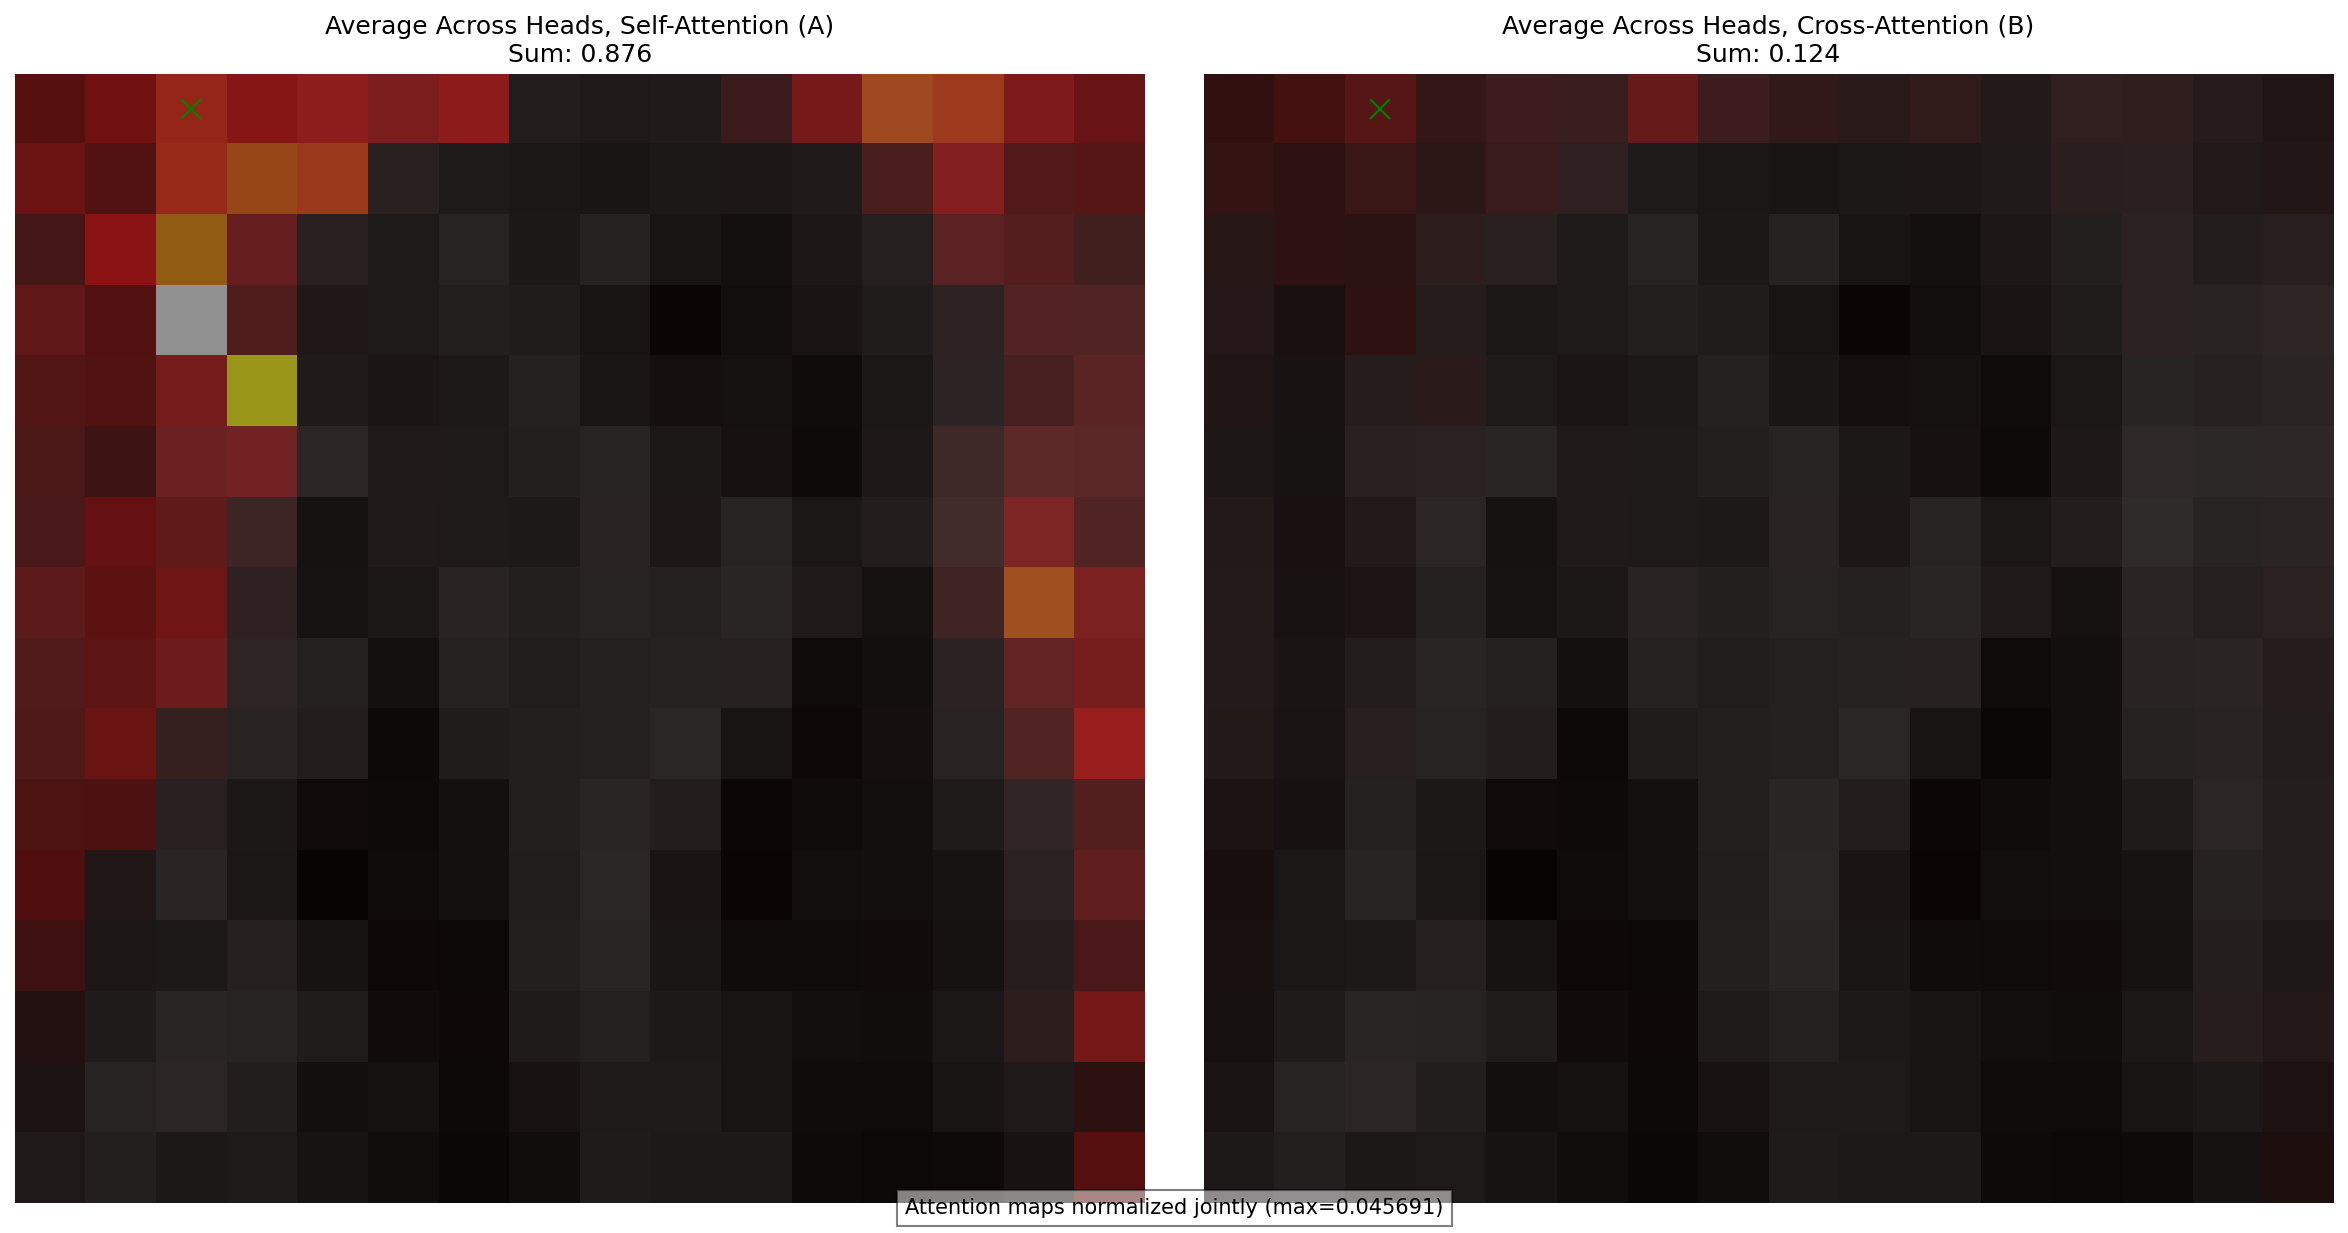 Average Across Heads, Self-Attention (A)
Sum: 0.876
Average Across Heads, Cross-Attention (B)
Sum: 0.124
Attention maps normalized jointly (max=0.045691)